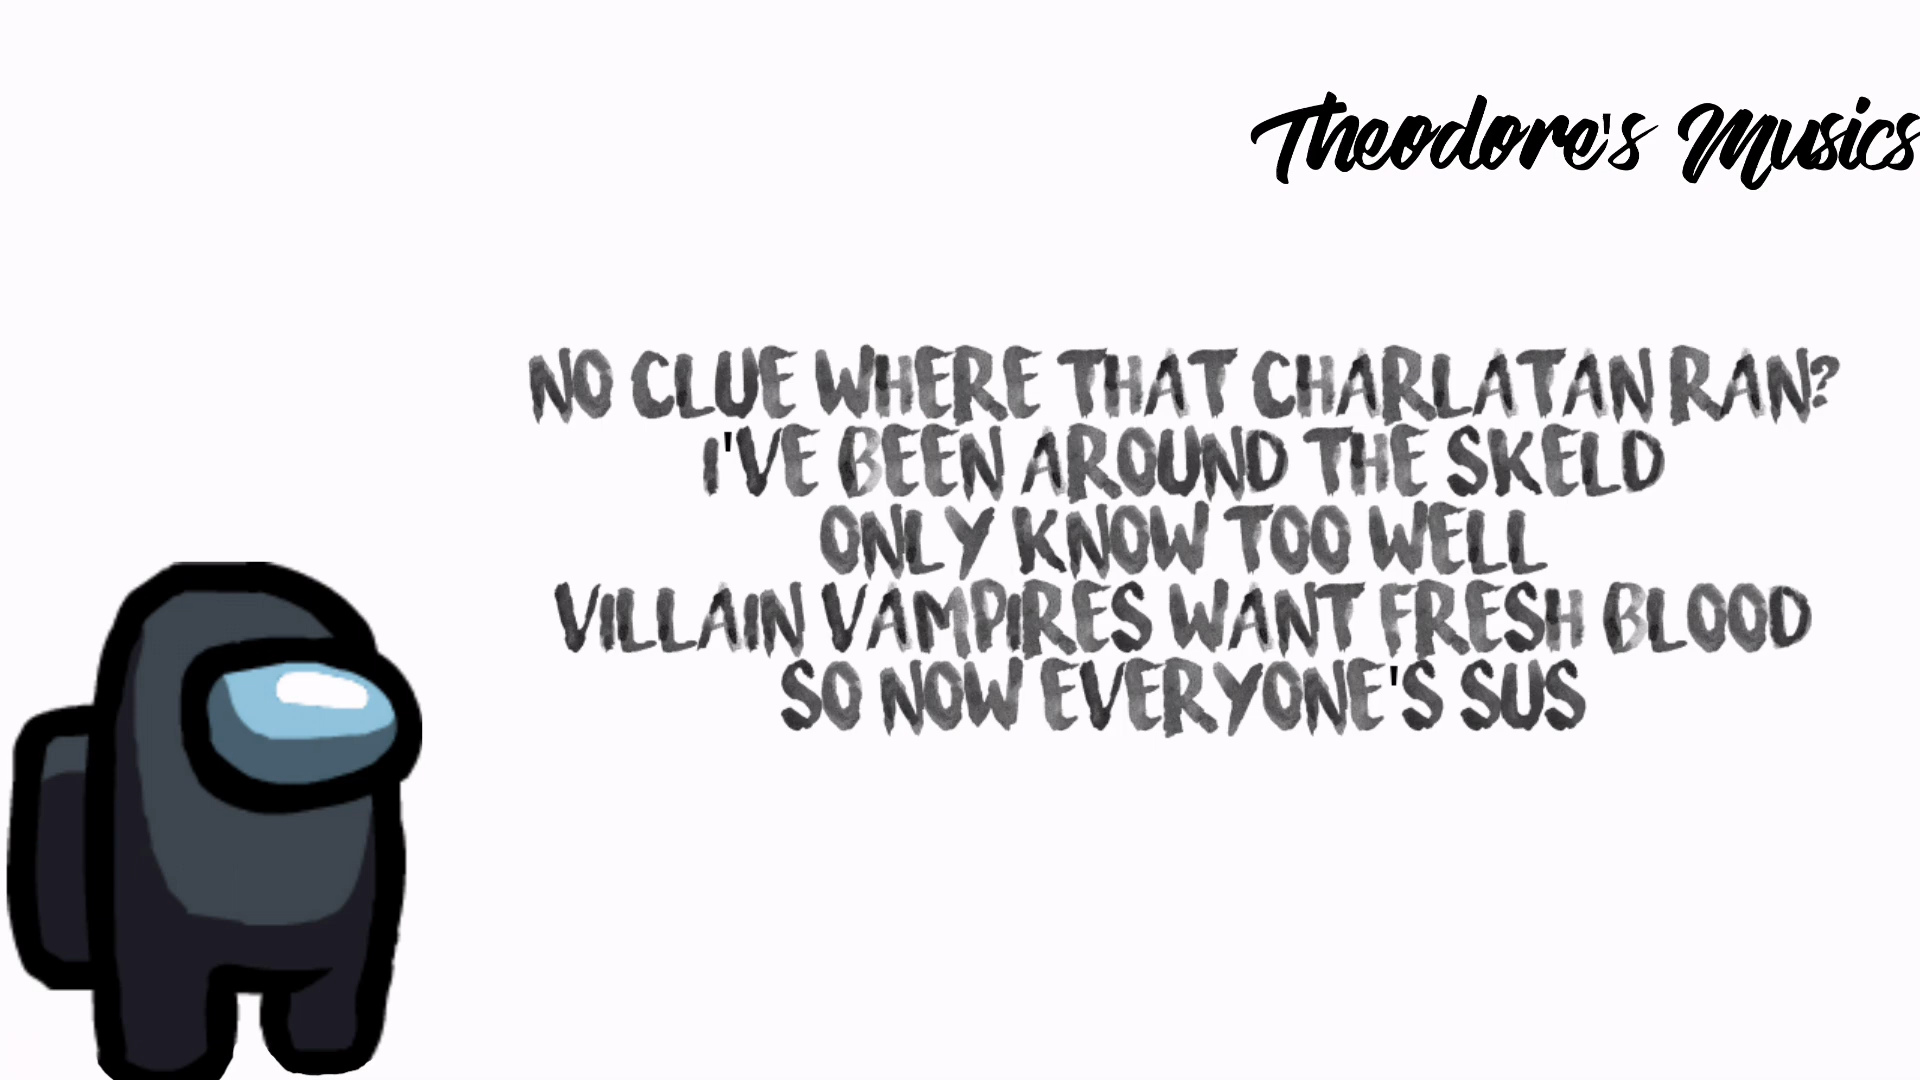 Theodore's Musics
NO CLUE WHERE THAT CHARLATAN RAN?
I'VE BEEN AROUND THE SKELD
ONLY KNOW TOO WELL
VILLAIN VAMPIRES WANT FRESH BLOOD
SO NOW EVERYONE'S SUS